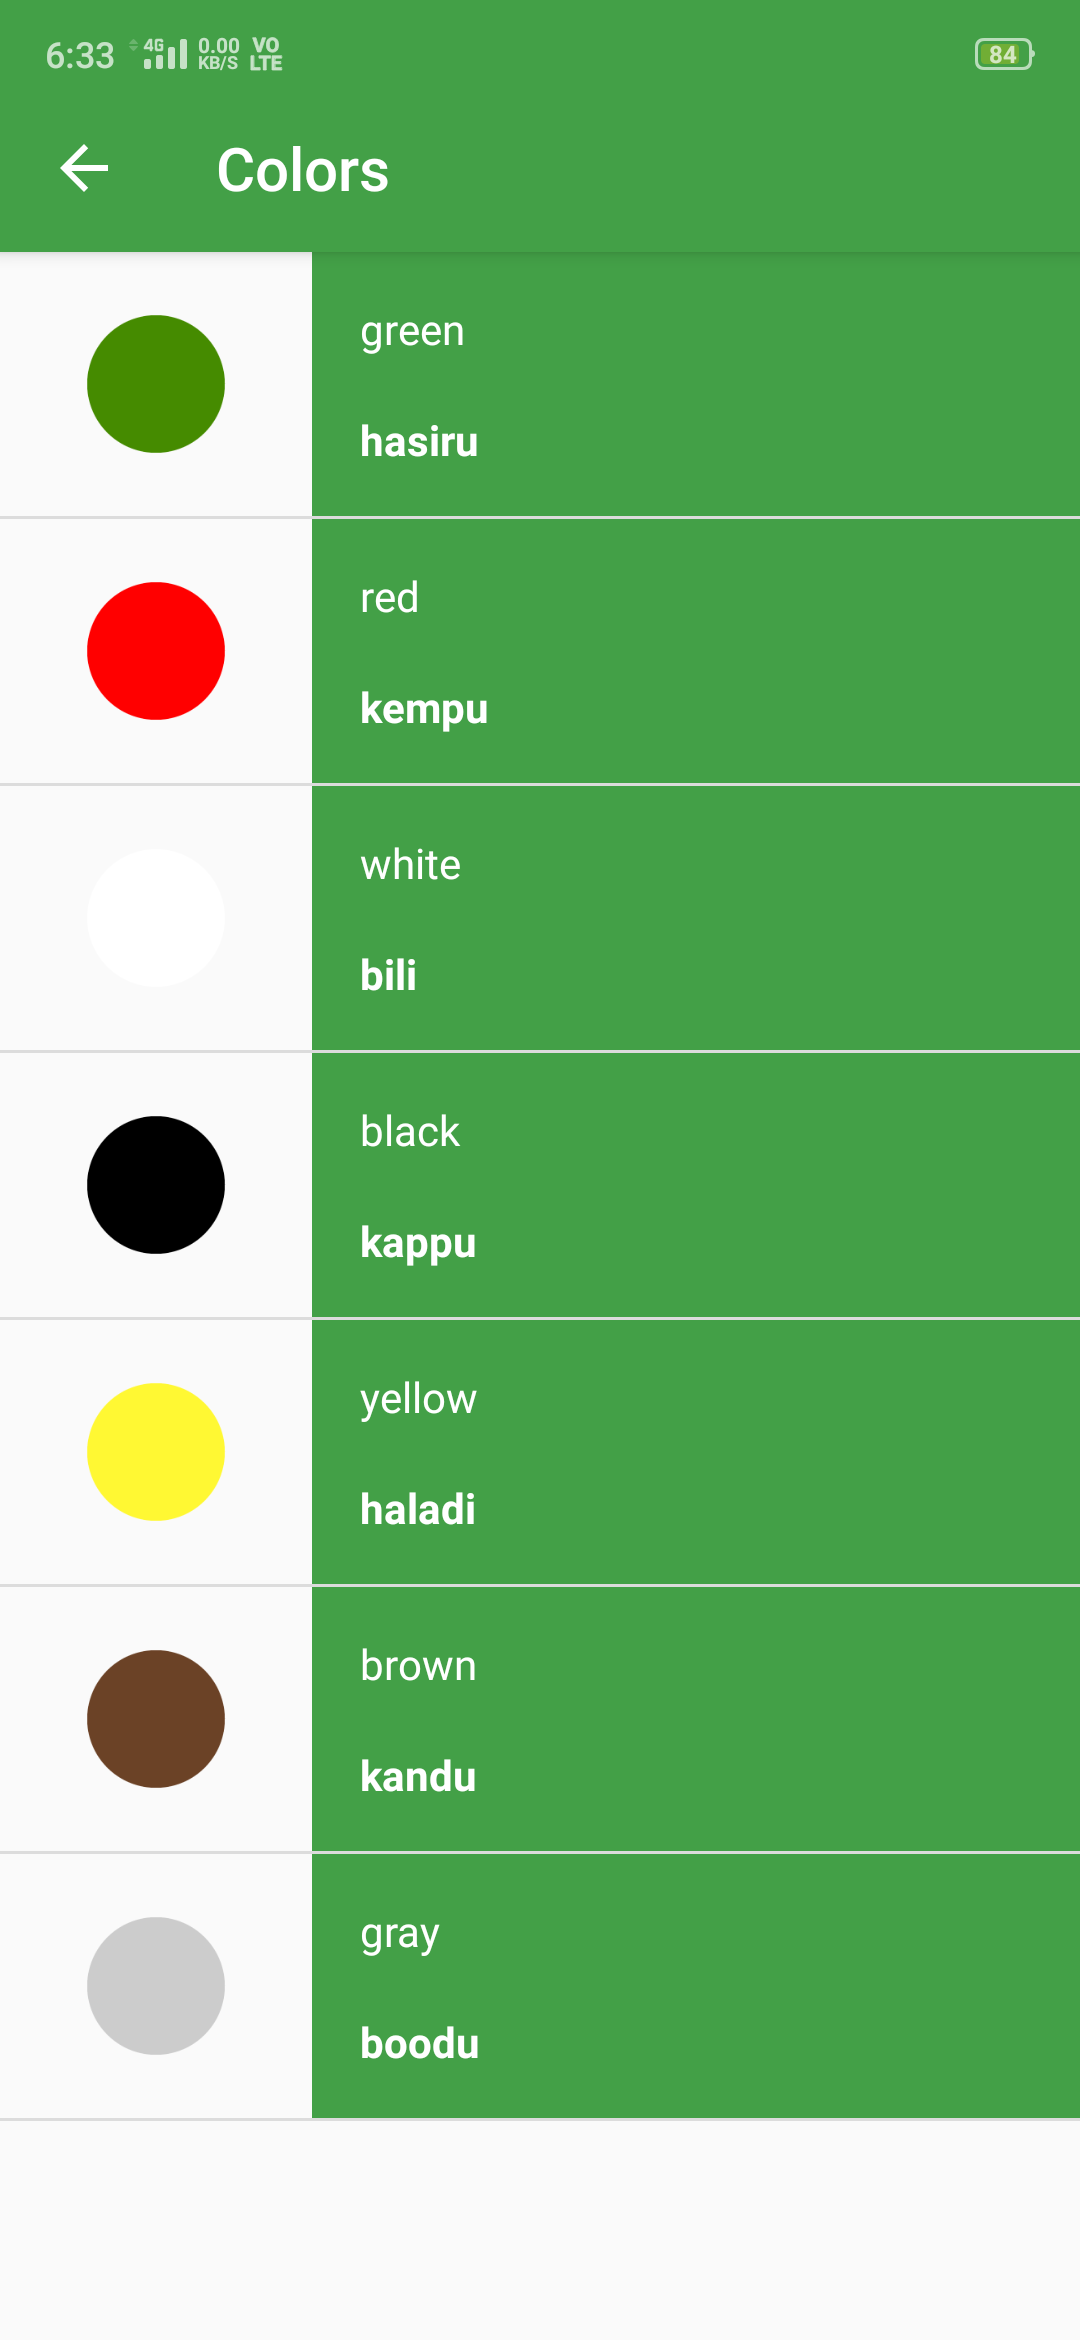 6:33 4G 0.00 KB/S VO LTE 84
Colors
green
hasiru
red
kempu
white
bili
black
kappu
yellow
haladi
brown
kandu
gray
boodu